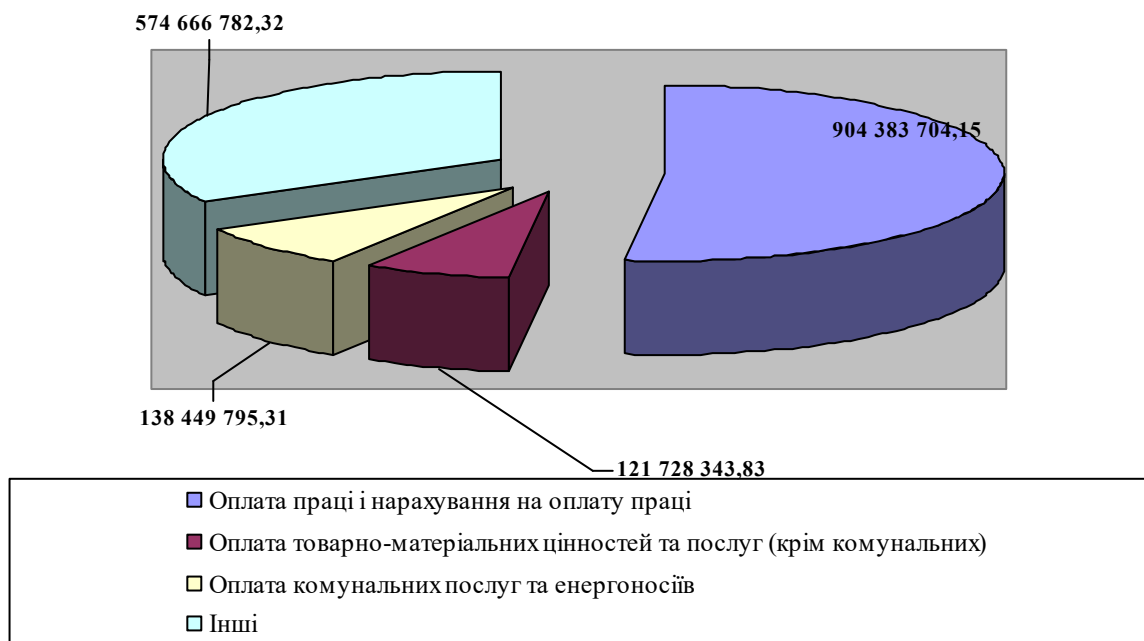 574 666 782,32
904 383 704,15
138 449 795,31
121 728 343,83
Оплата праці і нарахування на оплату праці
Оплата товарно-матеріальних цінностей та послуг (крім комунальних)
Оплата комунальних послуг та енергоносіїв
Інші